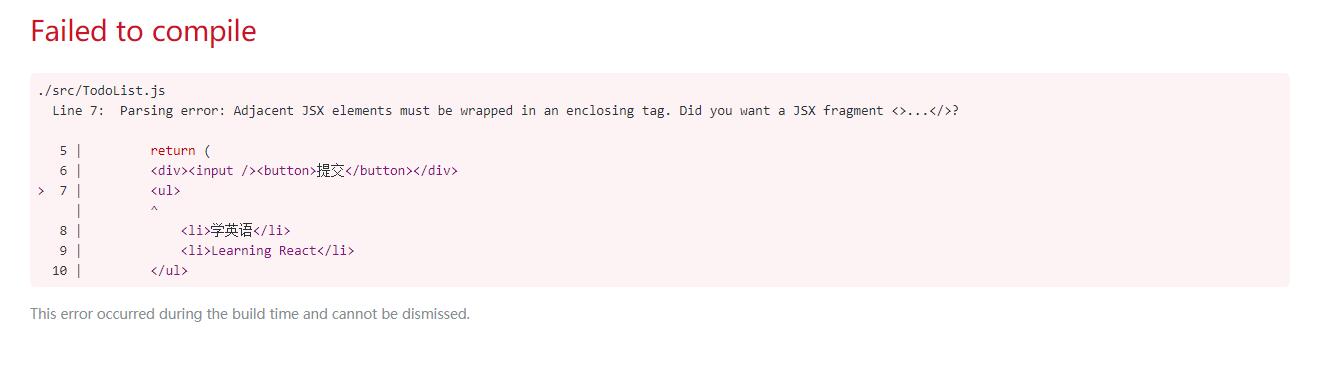 Failed to compile
./src/TodoList.js
  Line 7:  Parsing error: Adjacent JSX elements must be wrapped in an enclosing tag. Did you want a JSX fragment <>...</>?
   5 |         return (
   6 |         <div><input /><button>提交</button></div>
>  7 |         <ul>
     |         ^
   8 |             <li>学英语</li>
   9 |             <li>Learning React</li>
  10 |         </ul>
This error occurred during the build time and cannot be dismissed.